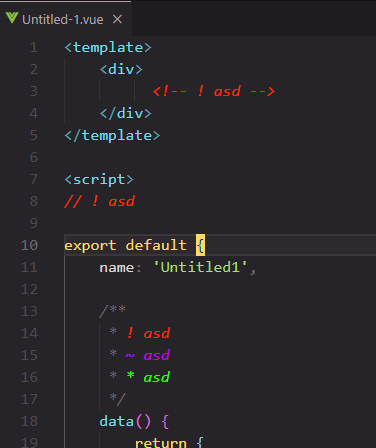 Untitled-1.vue ×
1 <template>
2 <div>
3 <!-- ! asd -->
4 </div>
5 </template>
6
7 <script>
8 // ! asd
9
10 export default {
11 name: 'Untitled1',
12
13 /**
14 * ! asd
15 * ~ asd
16 * * asd
17 */
18 data() {
19 return {